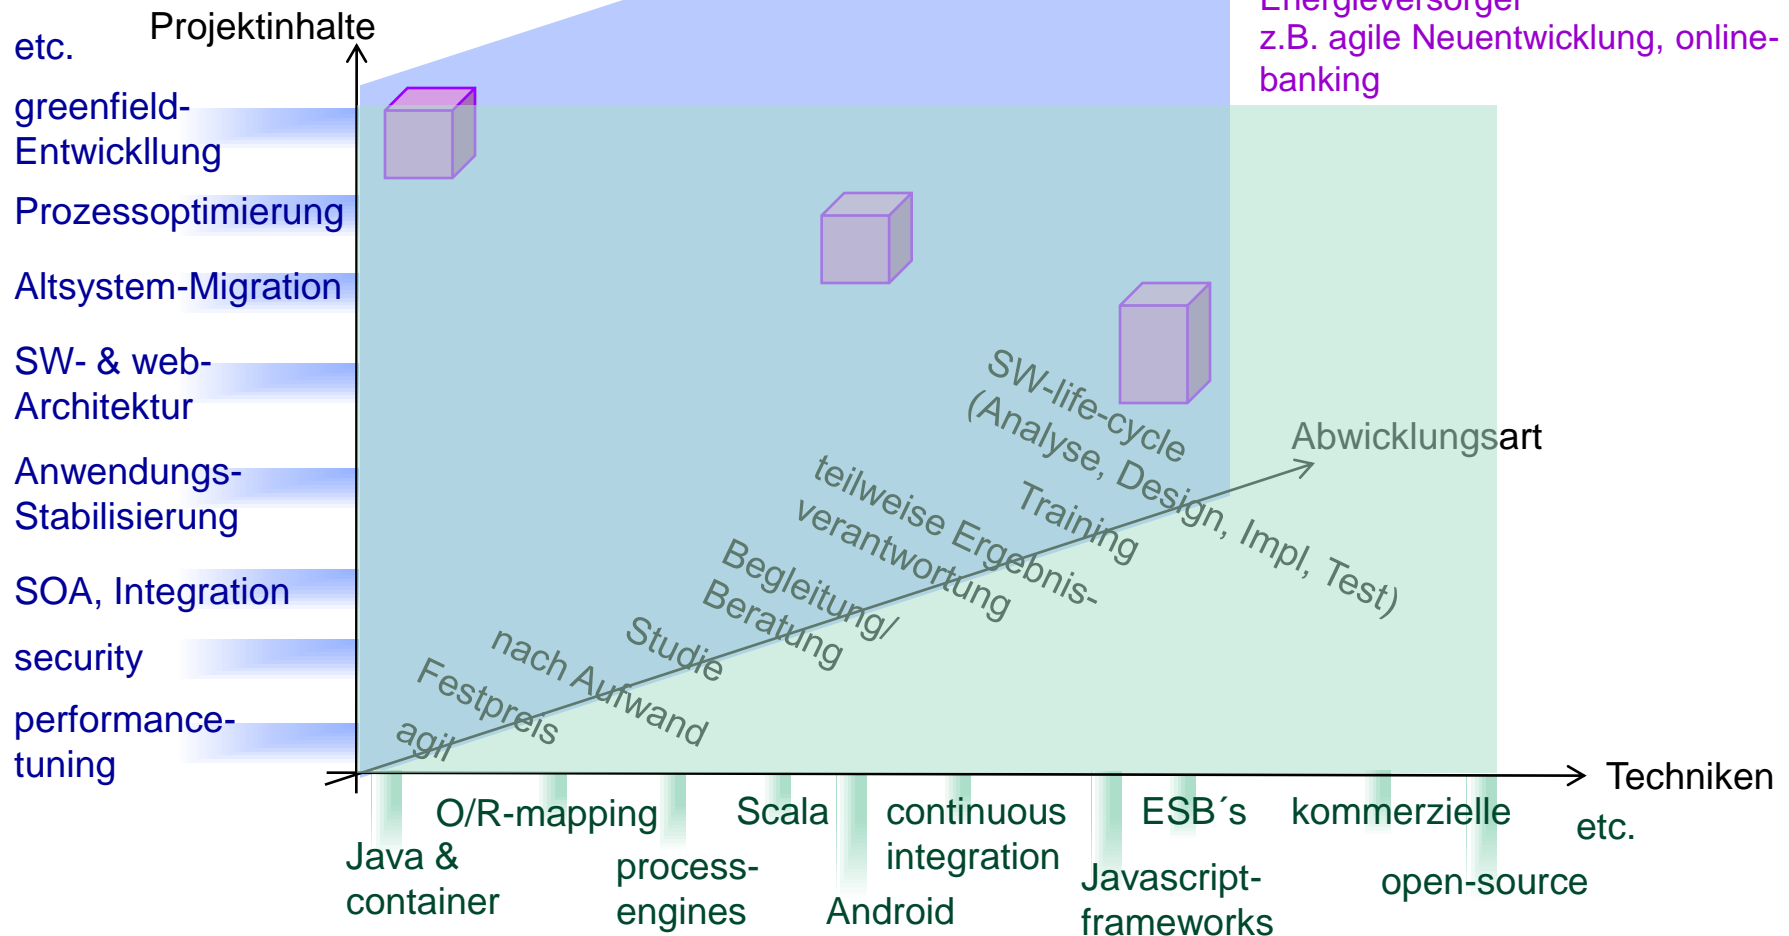 Projektinhalte
Energieversorger
z.B. agile Neuentwicklung, online-
banking
etc.
greenfield-
Entwickllung
Prozessoptimierung
Altsystem-Migration
SW- & web-
Architektur
Anwendungs-
Stabilisierung
SOA, Integration
security
performance-
tuning
SW-life-cycle
(Analyse, Design, Impl, Test)
Training
teilweise Ergebnis-
verantwortung
Begleitung/
Beratung
Studie
nach Aufwand
Festpreis
agil
Abwicklungsart
Techniken
Java &
container
O/R-mapping
process-
engines
Scala
Android
continuous
integration
Javascript-
frameworks
ESB´s
kommerzielle
open-source
etc.